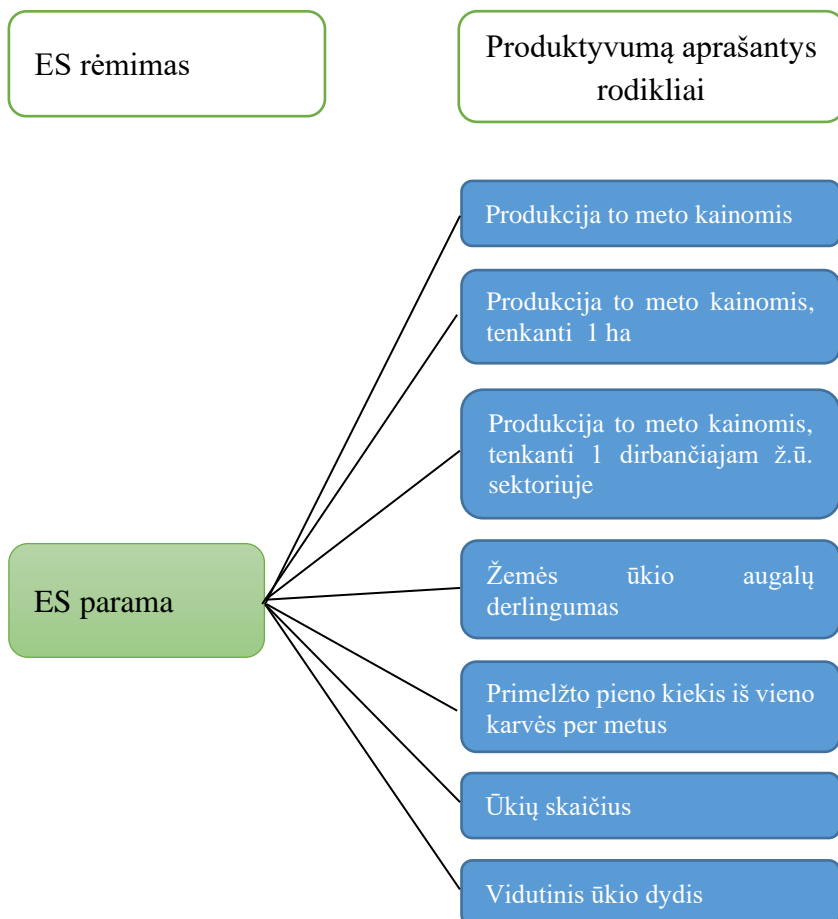 ES rėmimas
Produktyvumą aprašantys
rodikliai
Produkcija to meto kainomis
Produkcija to meto kainomis,
tenkanti 1 ha
Produkcija to meto kainomis,
tenkanti 1 dirbančiajam ž.ū.
sektoriuje
ES parama
Žemės ūkio augalų
derlingumas
Primelžto pieno kiekis iš vieno
karvės per metus
Ūkių skaičius
Vidutinis ūkio dydis